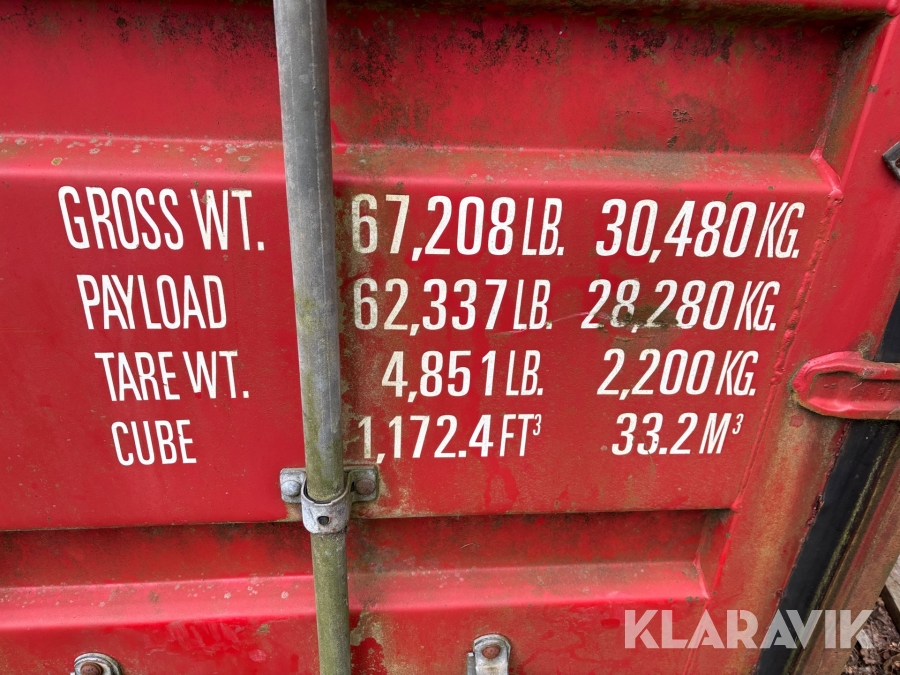 GROSS WT. 67,208 LB. 30,480 KG.
PAYLOAD 62,337 LB. 28,280 KG.
TARE WT. 4,851 LB. 2,200 KG.
CUBE 1,172.4 FT³ 33.2 M³
KLARAVIK